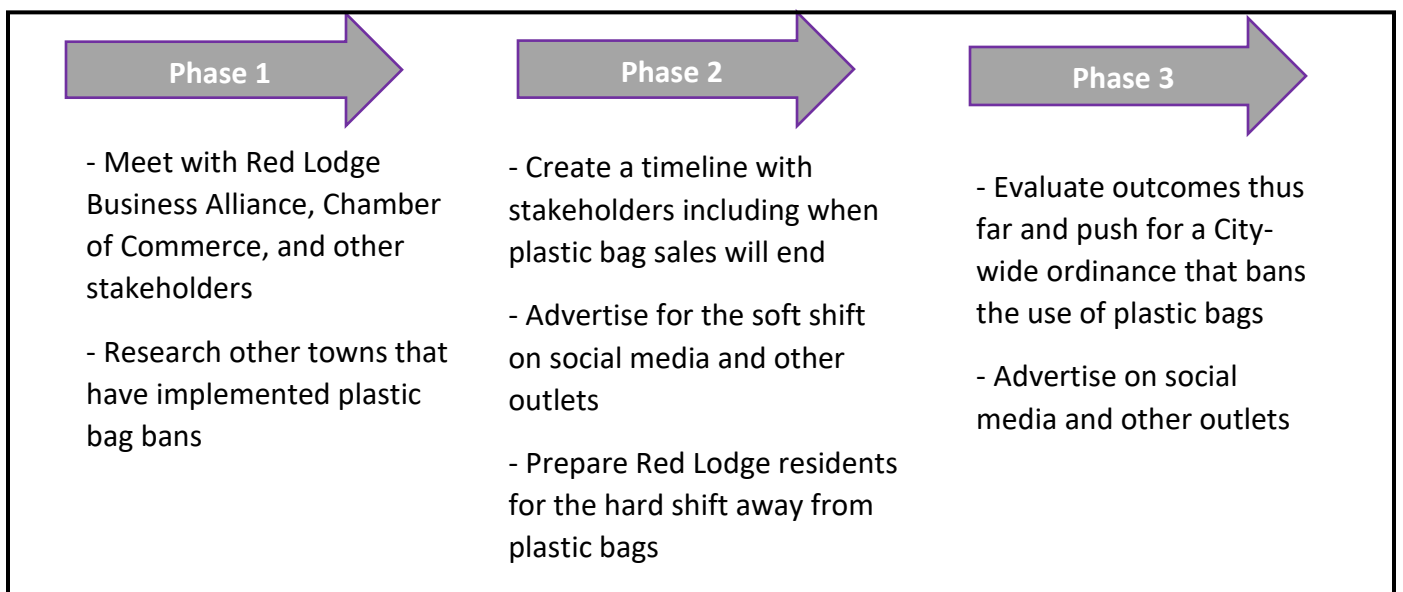 Phase 1
- Meet with Red Lodge
Business Alliance, Chamber
of Commerce, and other
stakeholders
- Research other towns that
have implemented plastic
bag bans
Phase 2
- Create a timeline with
stakeholders including when
plastic bag sales will end
- Advertise for the soft shift
on social media and other
outlets
- Prepare Red Lodge residents
for the hard shift away from
plastic bags
Phase 3
- Evaluate outcomes thus
far and push for a City-
wide ordinance that bans
the use of plastic bags
- Advertise on social
media and other outlets